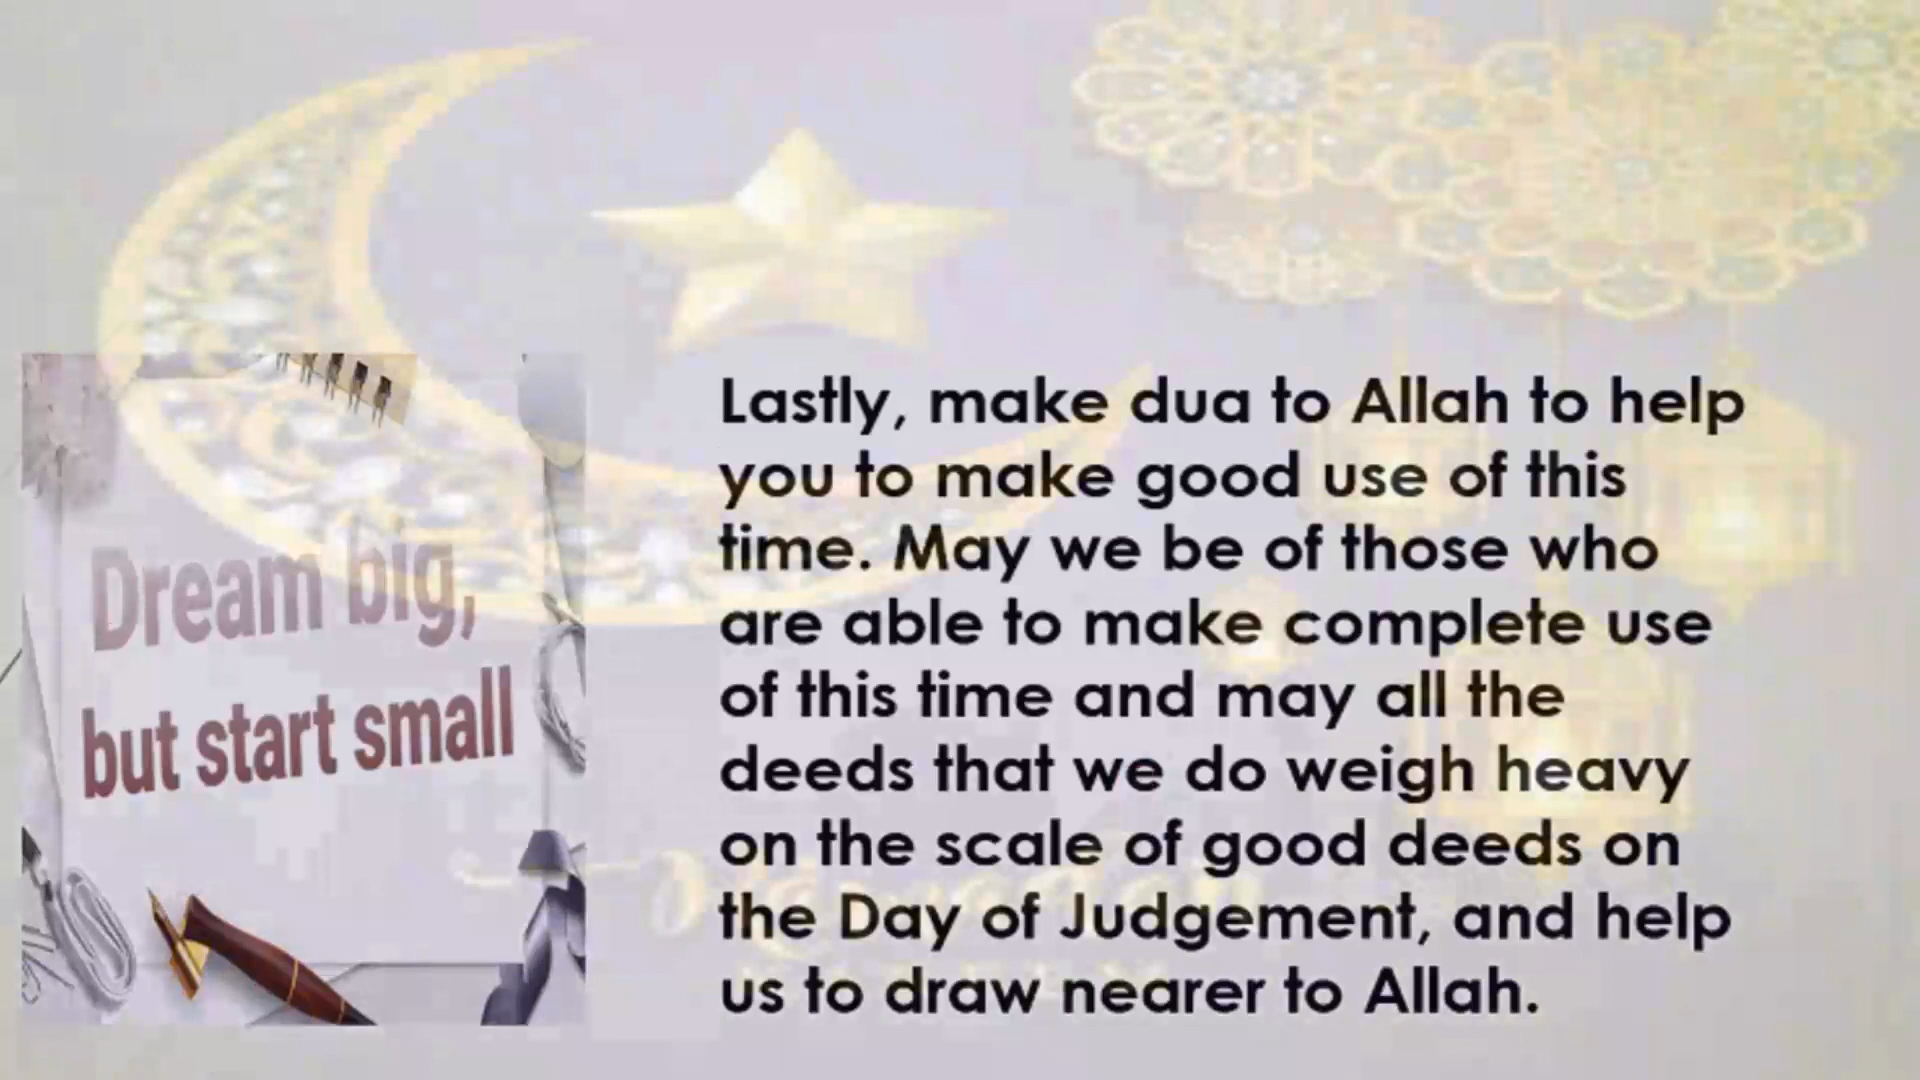 Dream big,
but start small
Lastly, make dua to Allah to help
you to make good use of this
time. May we be of those who
are able to make complete use
of this time and may all the
deeds that we do weigh heavy
on the scale of good deeds on
the Day of Judgement, and help
us to draw nearer to Allah.